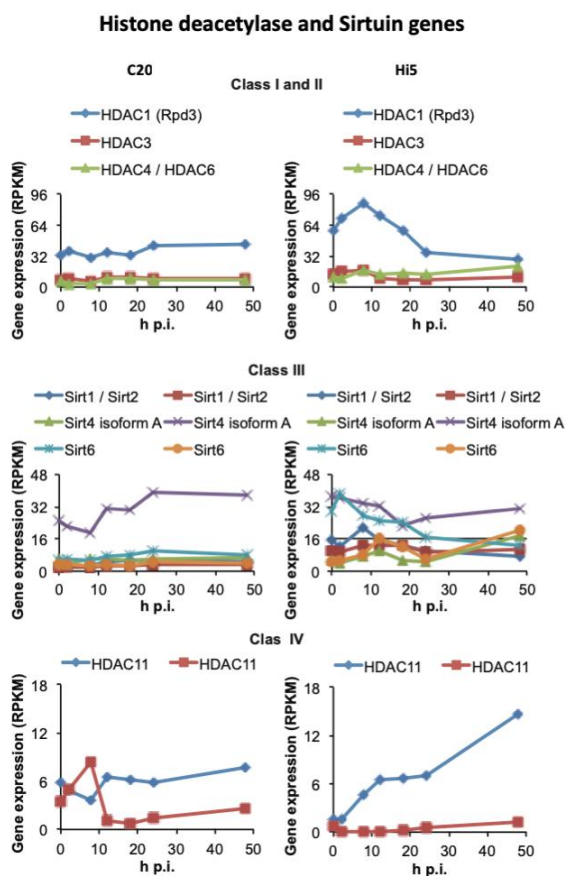 Histone deacetylase and Sirtuin genes
C20
Hi5
Class I and II
HDAC1 (Rpd3)
HDAC3
HDAC4 / HDAC6
HDAC1 (Rpd3)
HDAC3
HDAC4 / HDAC6
Gene expression (RPKM)
96
64
32
0
0 10 20 30 40 50
h p.i.
Gene expression (RPKM)
96
64
32
0
0 10 20 30 40 50
h p.i.
Class III
Sirt1 / Sirt2 Sirt1 / Sirt2
Sirt4 isoform A Sirt4 isoform A
Sirt6 Sirt6
Sirt1 / Sirt2 Sirt1 / Sirt2
Sirt4 isoform A Sirt4 isoform A
Sirt6 Sirt6
Gene expression (RPKM)
48
32
16
0
0 10 20 30 40 50
h p.i.
Gene expression (RPKM)
48
32
16
0
0 10 20 30 40 50
h p.i.
Clas IV
HDAC11 HDAC11
HDAC11 HDAC11
Gene expression (RPKM)
18
12
6
0
0 10 20 30 40 50
h p.i.
Gene expression (RPKM)
18
12
6
0
0 10 20 30 40 50
h p.i.